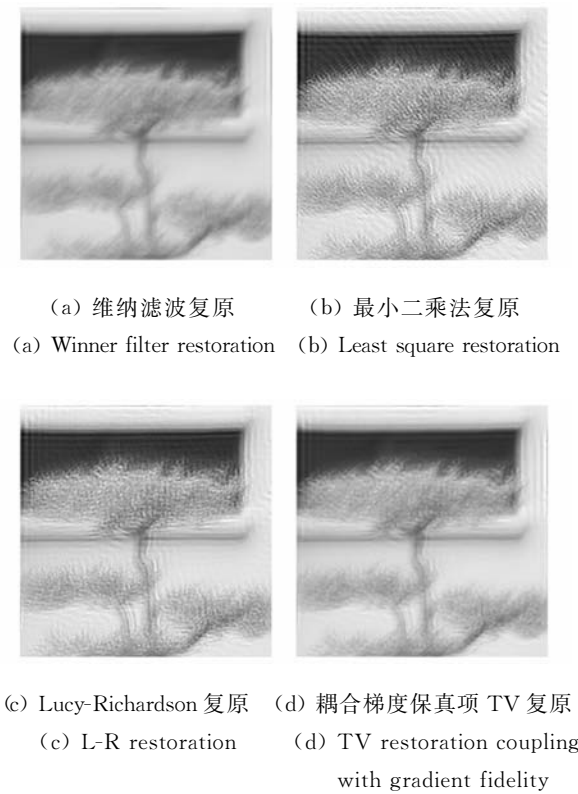 (a) 维纳滤波复原
(b) 最小二乘法复原
(a) Winner filter restoration
(b) Least square restoration
(c) Lucy-Richardson 复原
(d) 耦合梯度保真项 TV 复原
(c) L-R restoration
(d) TV restoration coupling
with gradient fidelity